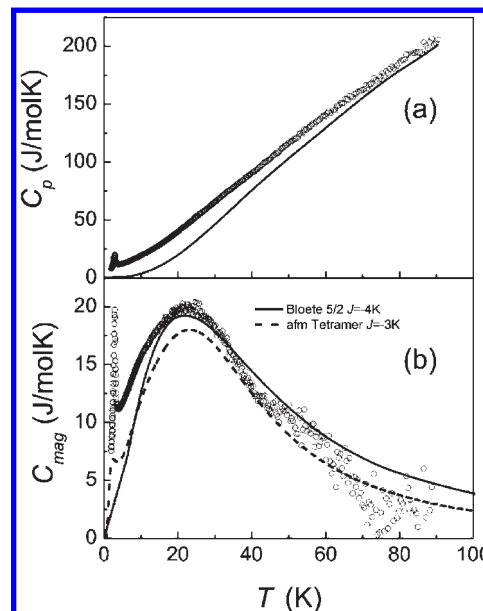 200
150
100
50
0
C_p (J/molK)
(a)
20
15
10
5
0
C_mag (J/molK)
Bloete 5/2 J=-4K
afm Tetramer J=-3K
(b)
0 20 40 60 80 100
T (K)